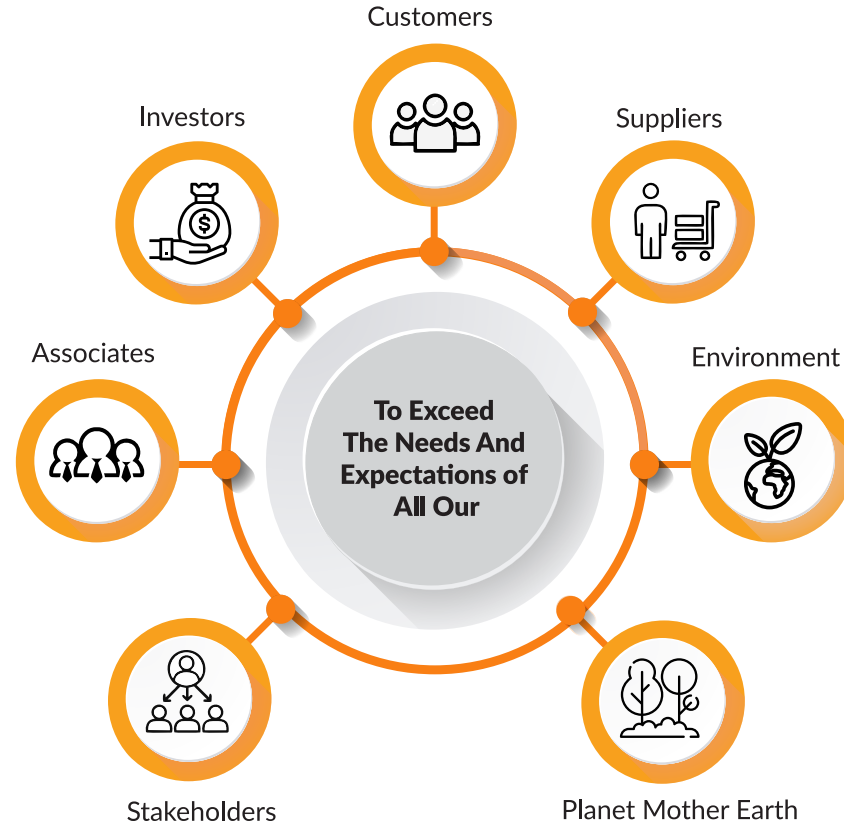 Customers
Investors
Suppliers
Associates
Environment
To Exceed
The Needs And
Expectations of
All Our
Stakeholders
Planet Mother Earth
$